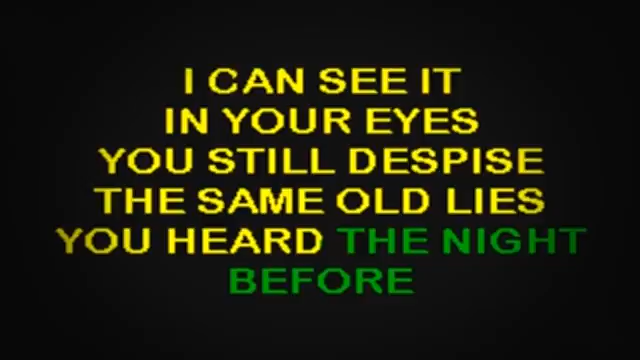 I CAN SEE IT
IN YOUR EYES
YOU STILL DESPISE
THE SAME OLD LIES
YOU HEARD THE NIGHT
BEFORE